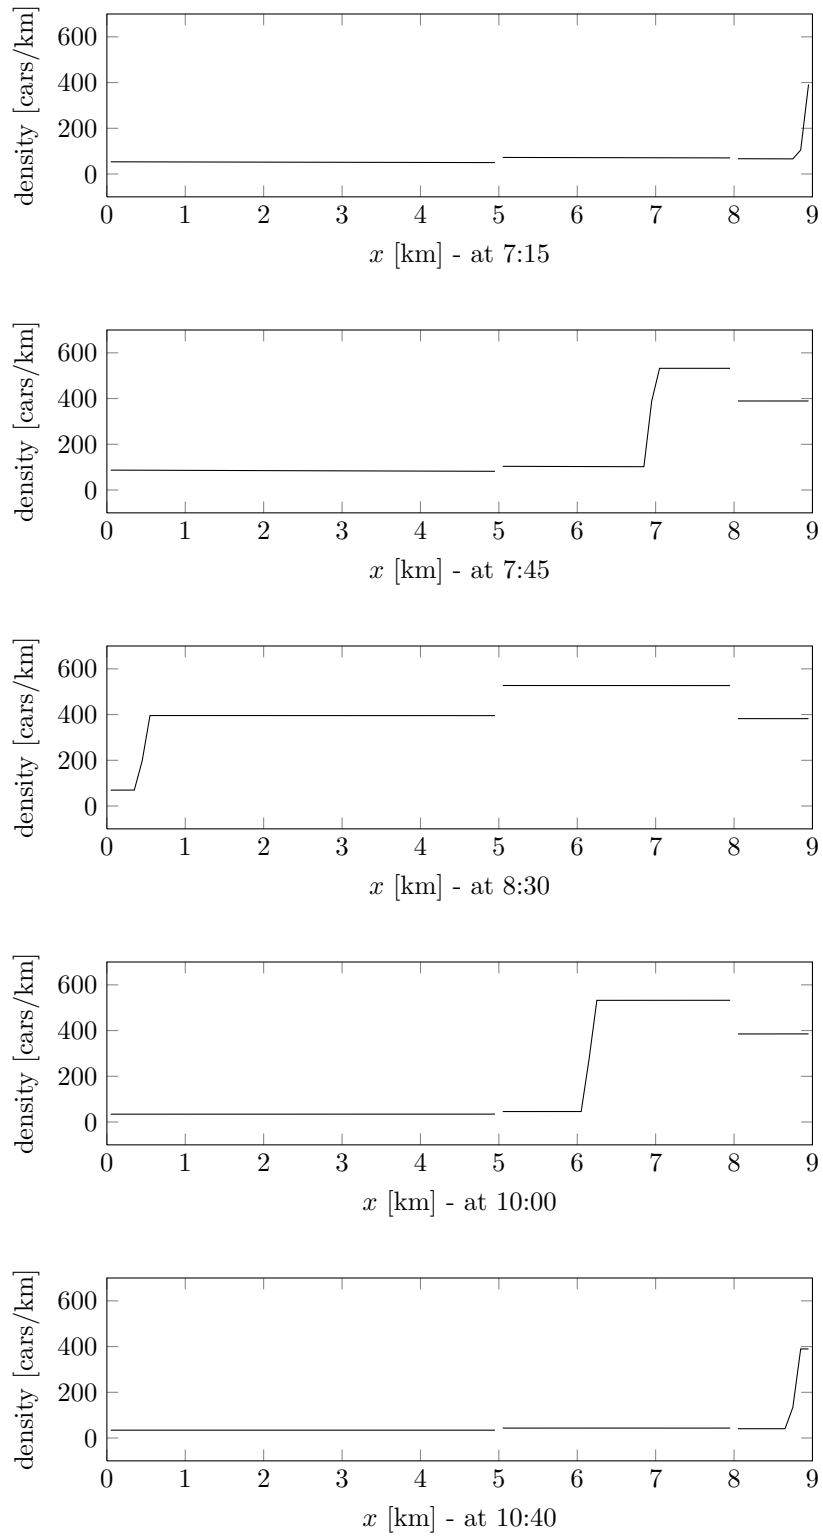 600
400
200
0
density [cars/km]
0 1 2 3 4 5 6 7 8 9
x [km] - at 7:15
600
400
200
0
density [cars/km]
0 1 2 3 4 5 6 7 8 9
x [km] - at 7:45
600
400
200
0
density [cars/km]
0 1 2 3 4 5 6 7 8 9
x [km] - at 8:30
600
400
200
0
density [cars/km]
0 1 2 3 4 5 6 7 8 9
x [km] - at 10:00
600
400
200
0
density [cars/km]
0 1 2 3 4 5 6 7 8 9
x [km] - at 10:40